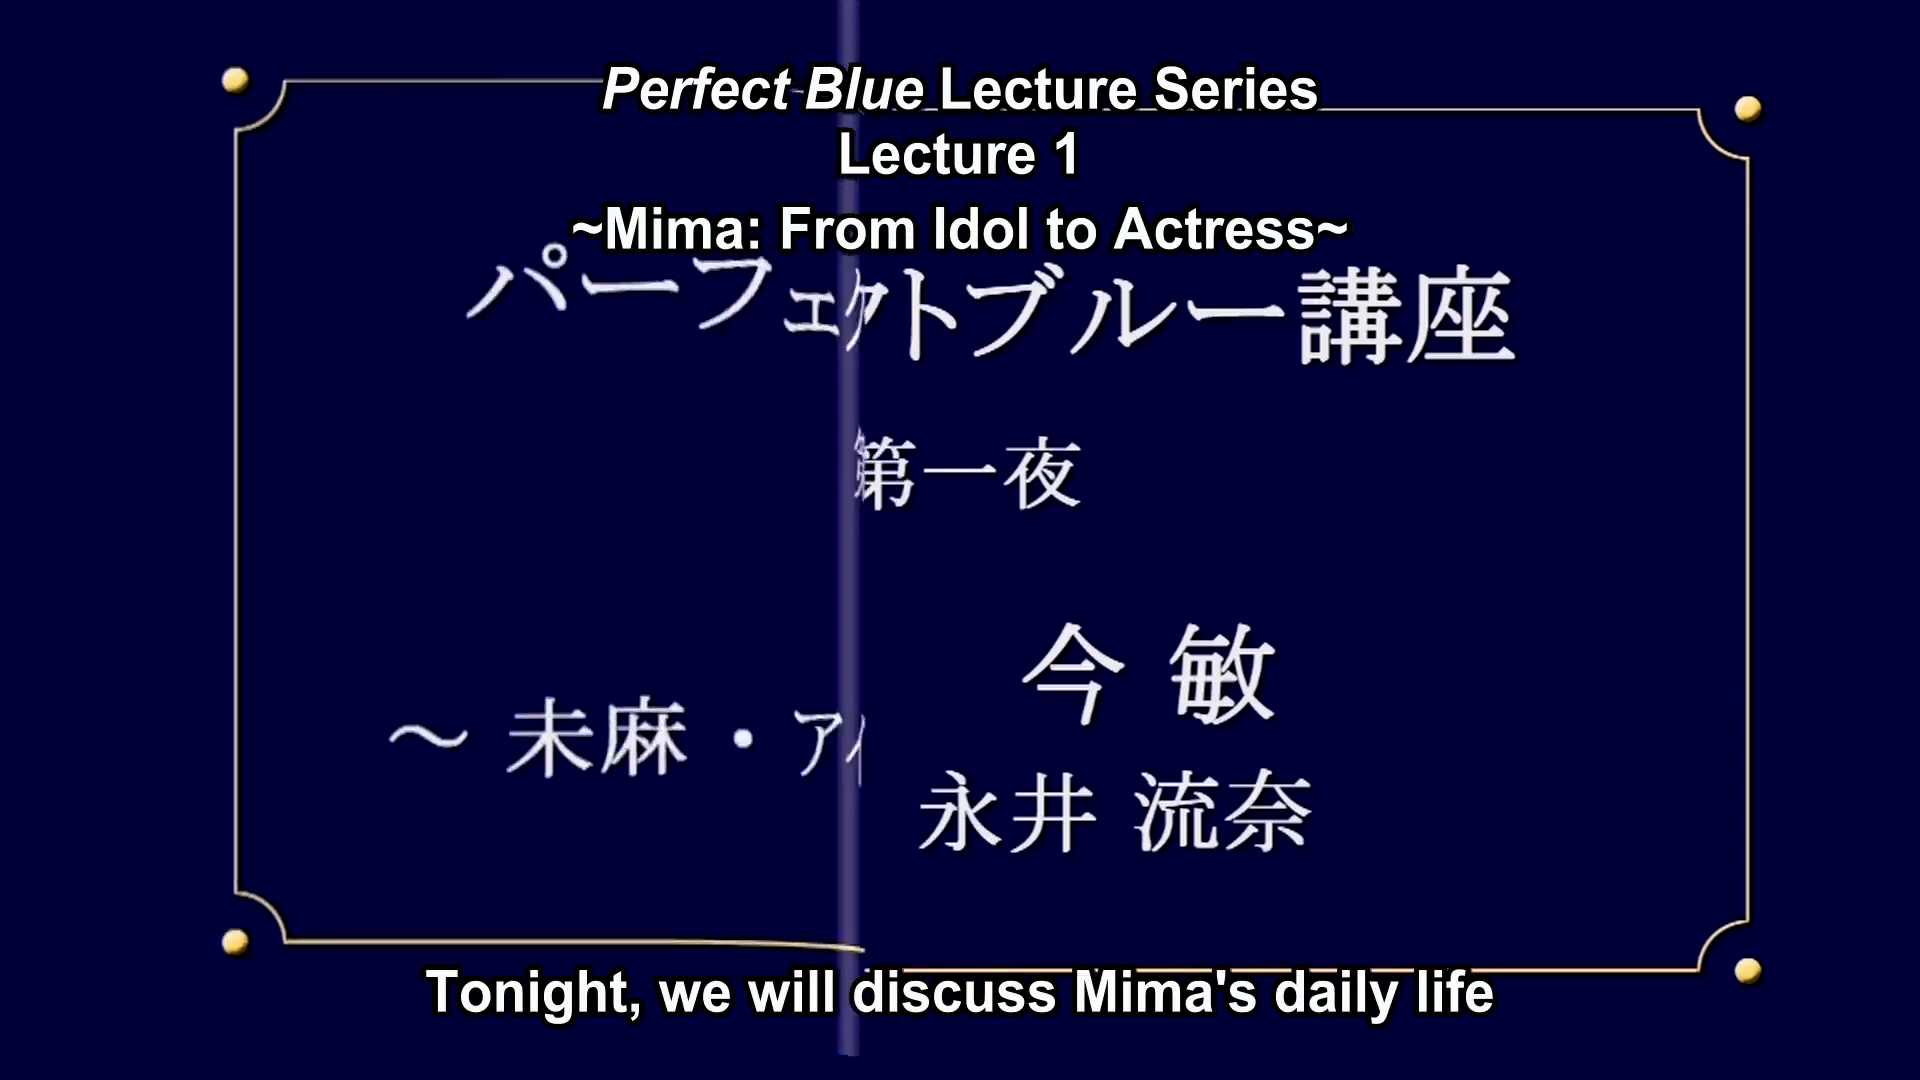 Perfect Blue Lecture Series
Lecture 1
~Mima: From Idol to Actress~
パーフェクトブルー講座
第一夜
今 敏
～ 未麻・アイ
永井 流奈
Tonight, we will discuss Mima's daily life